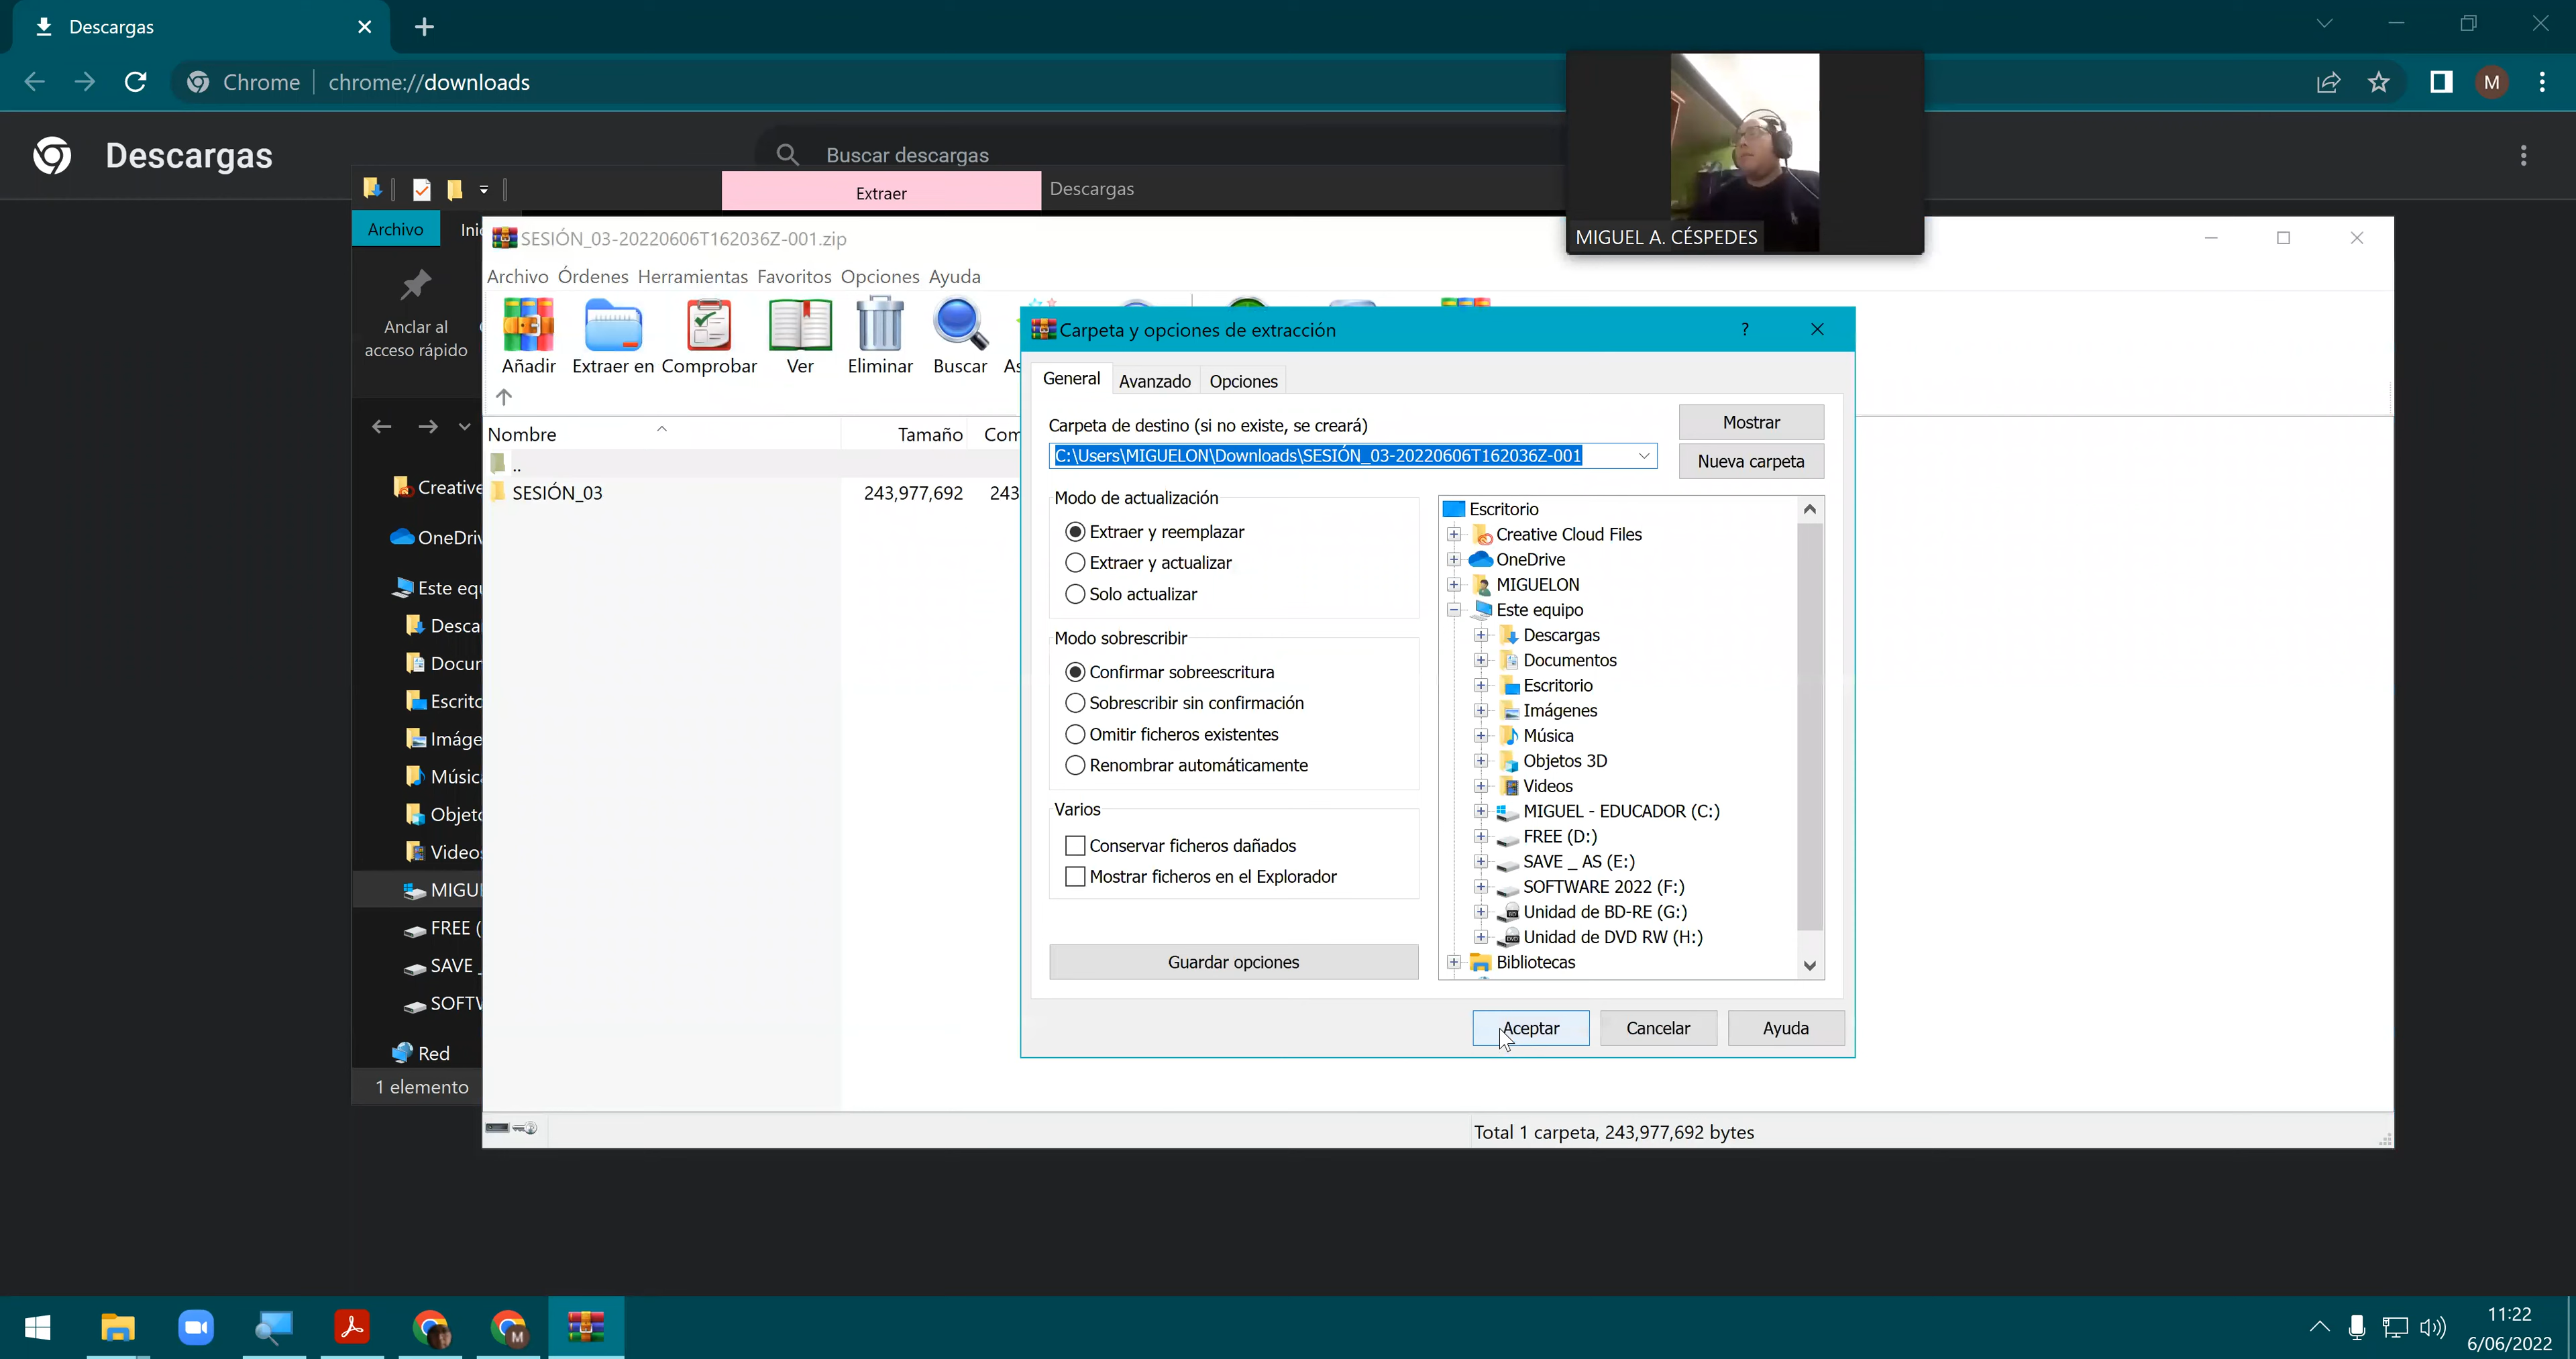 Descargas
Chrome chrome://downloads
M
Descargas
Buscar descargas
Extraer Descargas
MIGUEL A. CÉSPEDES
Archivo
SESIÓN_03-20220606T162036Z-001.zip
Archivo Órdenes Herramientas Favoritos Opciones Ayuda
Anclar al
acceso rápido
Añadir Extraer en Comprobar Ver Eliminar Buscar
Carpeta y opciones de extracción ?
General Avanzado Opciones
Nombre Tamaño
..
SESIÓN_03 243,977,692
Carpeta de destino (si no existe, se creará)
Mostrar
C:\Users\MIGUELON\Downloads\SESIÓN_03-20220606T162036Z-001
Nueva carpeta
Modo de actualización
Extraer y reemplazar
Extraer y actualizar
Solo actualizar
Modo sobrescribir
Confirmar sobreescritura
Sobrescribir sin confirmación
Omitir ficheros existentes
Renombrar automáticamente
Varios
Conservar ficheros dañados
Mostrar ficheros en el Explorador
Guardar opciones
Escritorio
Creative Cloud Files
OneDrive
MIGUELON
Este equipo
Descargas
Documentos
Escritorio
Imágenes
Música
Objetos 3D
Videos
MIGUEL - EDUCADOR (C:)
FREE (D:)
SAVE _ AS (E:)
SOFTWARE 2022 (F:)
Unidad de BD-RE (G:)
Unidad de DVD RW (H:)
Bibliotecas
Aceptar Cancelar Ayuda
Creative
OneDriv
Este equ
Desca
Docur
Escrito
Imáge
Músic
Objeto
Video
MIGUI
FREE (
SAVE _
SOFTW
Red
1 elemento
Total 1 carpeta, 243,977,692 bytes
M
11:22
6/06/2022